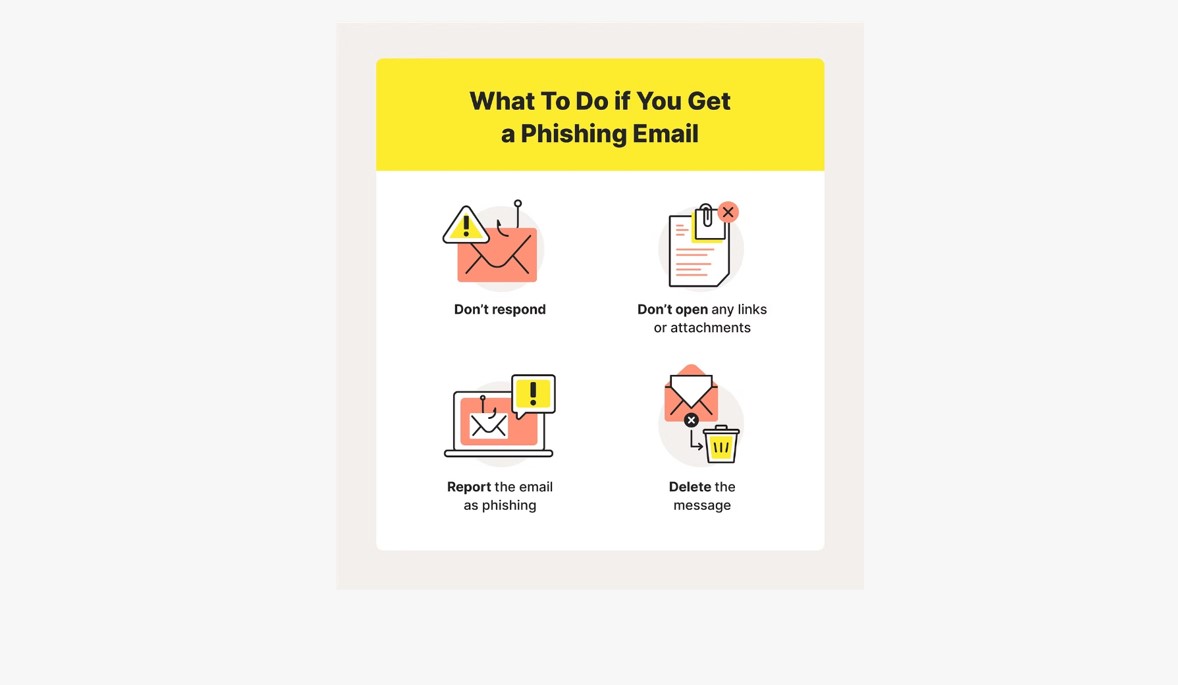 What To Do if You Get
a Phishing Email
Don’t respond
Don’t open any links
or attachments
Report the email
as phishing
Delete the
message